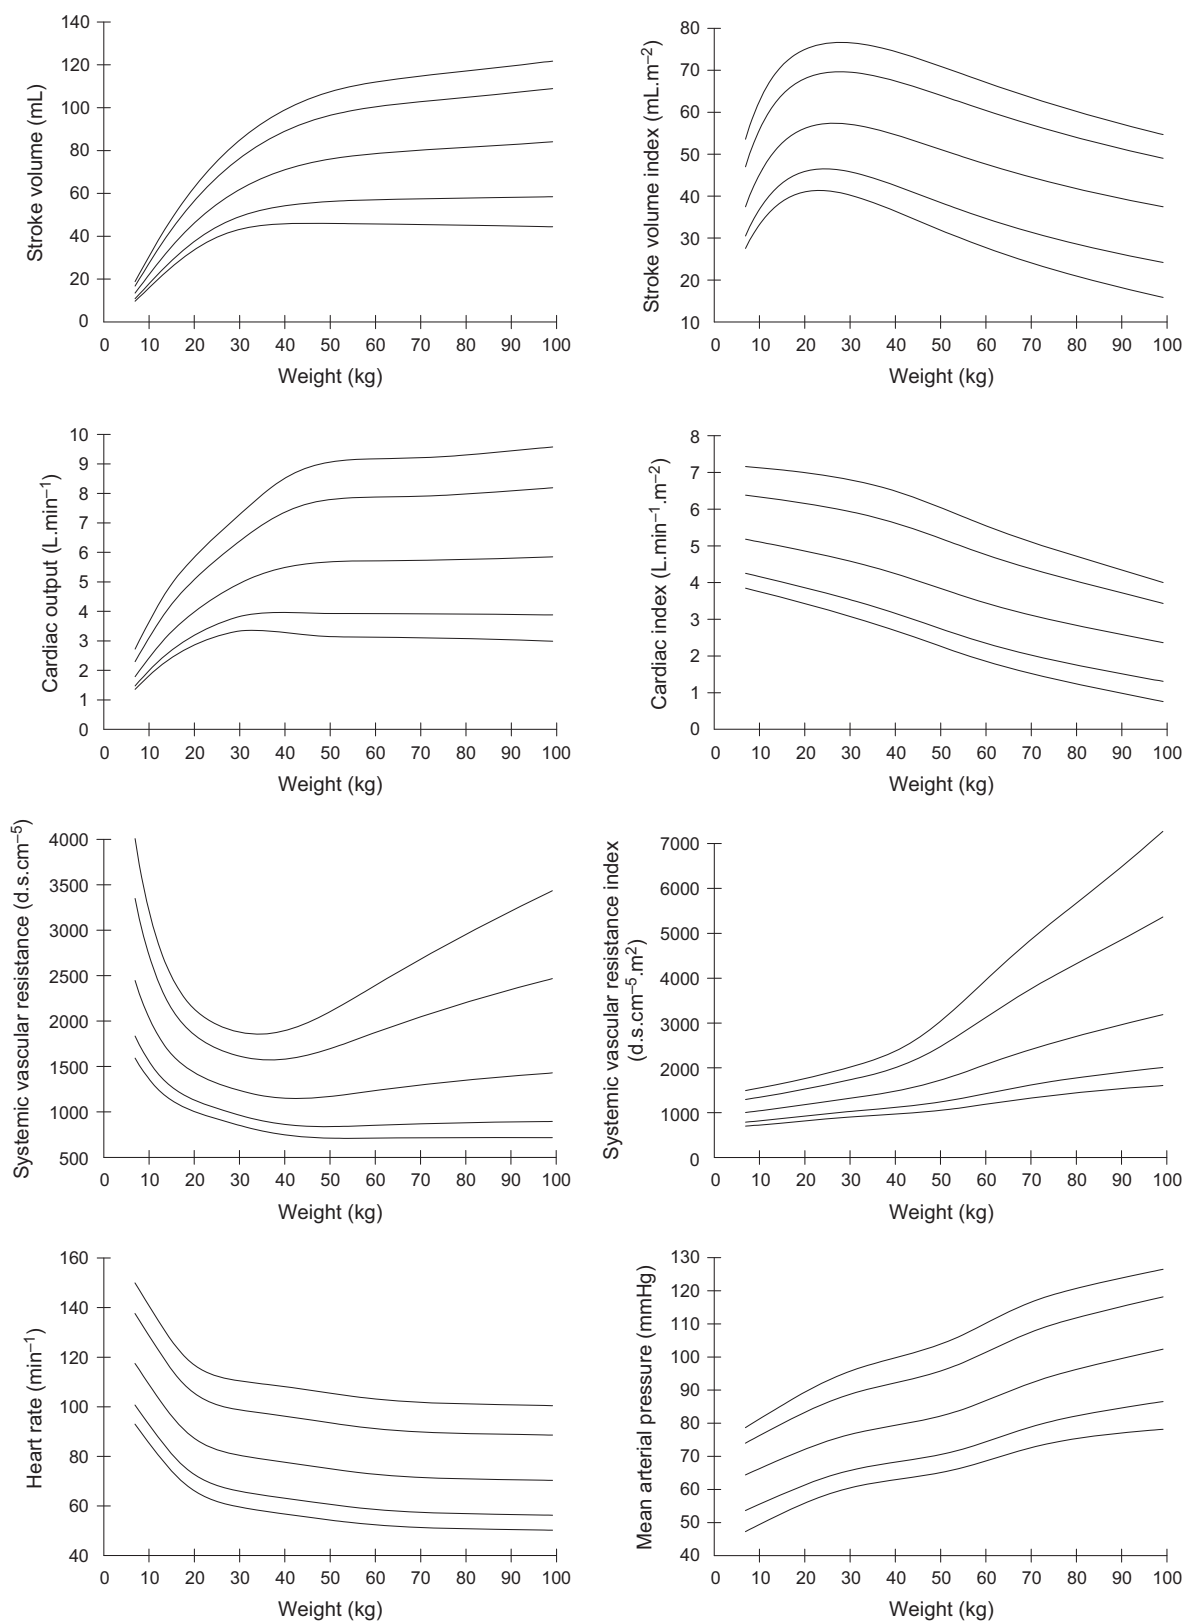 140
120
100
80
60
40
20
0
Stroke volume (mL)
0 10 20 30 40 50 60 70 80 90 100
Weight (kg)
80
70
60
50
40
30
20
10
Stroke volume index (mL.m⁻²)
0 10 20 30 40 50 60 70 80 90 100
Weight (kg)
10
9
8
7
6
5
4
3
2
1
0
Cardiac output (L.min⁻¹)
0 10 20 30 40 50 60 70 80 90 100
Weight (kg)
8
7
6
5
4
3
2
1
0
Cardiac index (L.min⁻¹.m⁻²)
0 10 20 30 40 50 60 70 80 90 100
Weight (kg)
4000
3500
3000
2500
2000
1500
1000
500
Systemic vascular resistance (d.s.cm⁻⁵)
0 10 20 30 40 50 60 70 80 90 100
Weight (kg)
7000
6000
5000
4000
3000
2000
1000
0
Systemic vascular resistance index
(d.s.cm⁻⁵.m²)
0 10 20 30 40 50 60 70 80 90 100
Weight (kg)
160
140
120
100
80
60
40
Heart rate (min⁻¹)
0 10 20 30 40 50 60 70 80 90 100
Weight (kg)
130
120
110
100
90
80
70
60
50
40
Mean arterial pressure (mmHg)
0 10 20 30 40 50 60 70 80 90 100
Weight (kg)